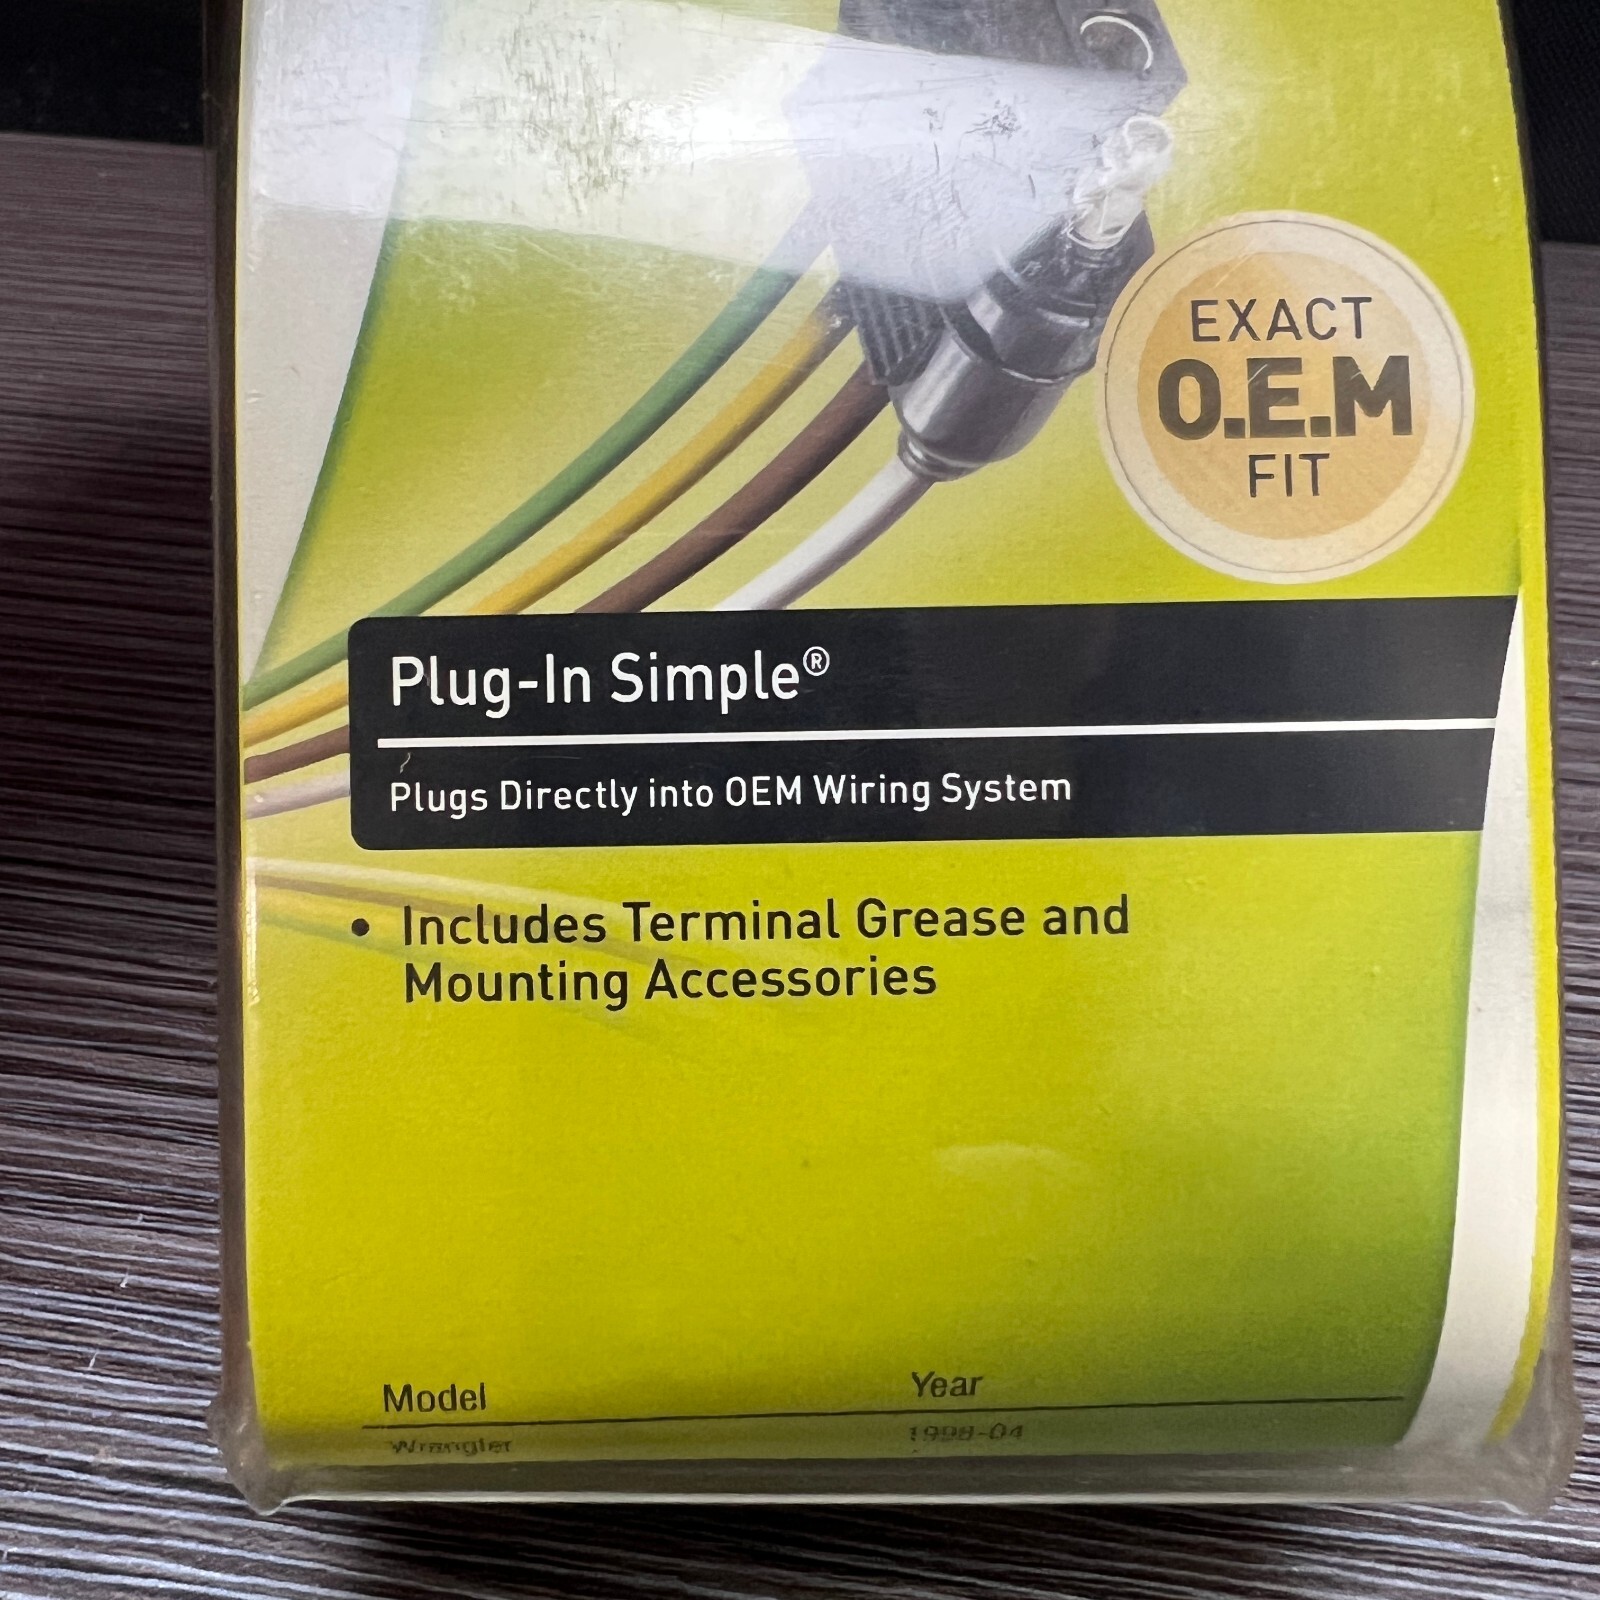 EXACT
O.E.M
FIT
Plug-In Simple®
Plugs Directly into OEM Wiring System
• Includes Terminal Grease and
Mounting Accessories
Model Year
Wrangler 1998-04